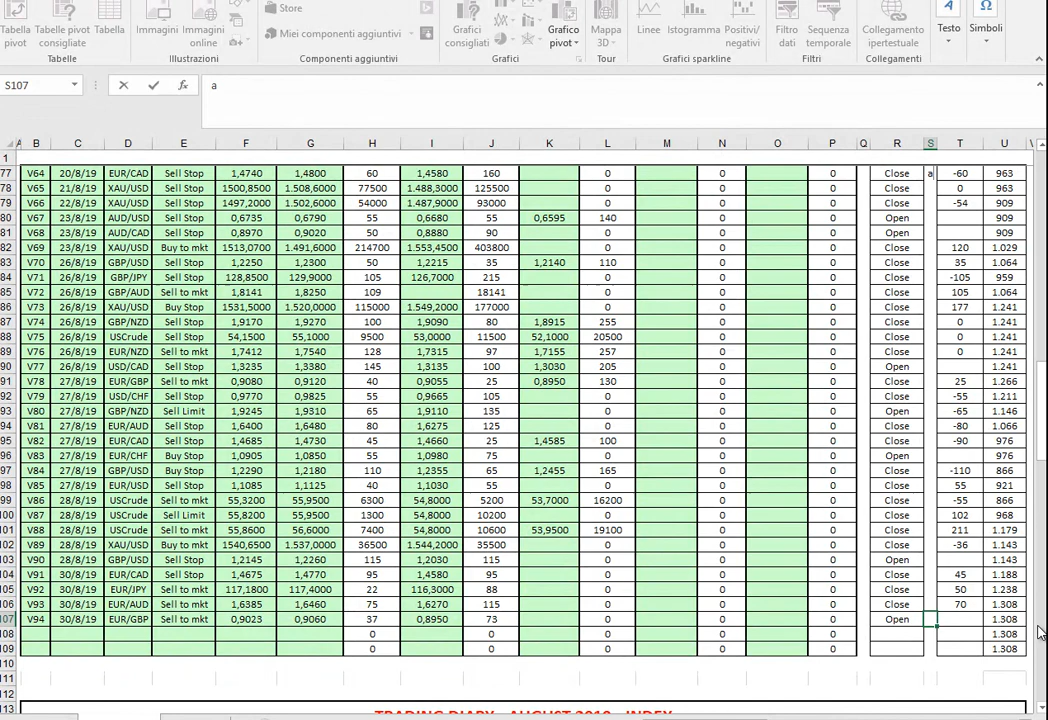 Store
Miei componenti aggiuntivi
Tabella pivot
Tabelle pivot consigliate
Tabella
Immagini
Immagini online
Grafici consigliati
Grafico pivot
Mappa 3D
Linee
Istogramma
Positivi/ negativi
Filtro dati
Sequenza temporale
Collegamento ipertestuale
Testo
Simboli
Tabelle
Illustrazioni
Componenti aggiuntivi
Grafici
Tour
Grafici sparkline
Filtri
Collegamenti
S107 fx a
A B C D E F G H I J K L M N O P Q R S T U V
1
77 V64 20/8/19 EUR/CAD Sell Stop 1,4740 1,4800 60 1,4580 160 0 0 0 Close a -60 963
78 V65 21/8/19 XAU/USD Sell Stop 1500,8500 1.508,6000 77500 1.488,3000 125500 0 0 0 Close 0 963
79 V66 22/8/19 XAU/USD Sell Stop 1497,2000 1.502,6000 54000 1.487,9000 93000 0 0 0 Close -54 909
80 V67 23/8/19 AUD/USD Sell Stop 0,6735 0,6790 55 0,6680 55 0,6595 140 0 0 Open 909
81 V68 23/8/19 AUD/CAD Sell Stop 0,8970 0,9020 50 0,8880 90 0 0 0 Open 909
82 V69 23/8/19 XAU/USD Buy to mkt 1513,0700 1.491,6000 214700 1.553,4500 403800 0 0 0 Close 120 1.029
83 V70 26/8/19 GBP/USD Sell Stop 1,2250 1,2300 50 1,2215 35 1,2140 110 0 0 Close 35 1.064
84 V71 26/8/19 GBP/JPY Sell Stop 128,8500 129,9000 105 126,7000 215 0 0 0 Close -105 959
85 V72 26/8/19 GBP/AUD Sell to mkt 1,8141 1,8250 109 18141 0 0 0 Close 105 1.064
86 V73 26/8/19 XAU/USD Buy Stop 1531,5000 1.520,0000 115000 1.549,2000 177000 0 0 0 Close 177 1.241
87 V74 26/8/19 GBP/NZD Sell Stop 1,9170 1,9270 100 1,9090 80 1,8915 255 0 0 Close 0 1.241
88 V75 26/8/19 USCrude Sell Stop 54,1500 55,1000 9500 53,0000 11500 52,1000 20500 0 0 Close 0 1.241
89 V76 26/8/19 EUR/NZD Sell to mkt 1,7412 1,7540 128 1,7315 97 1,7155 257 0 0 Close 0 1.241
90 V77 26/8/19 USD/CAD Sell Stop 1,3235 1,3380 145 1,3135 100 1,3030 205 0 0 Open 1.241
91 V78 27/8/19 EUR/GBP Sell to mkt 0,9080 0,9120 40 0,9055 25 0,8950 130 0 0 Close 25 1.266
92 V79 27/8/19 USD/CHF Sell Stop 0,9770 0,9825 55 0,9665 105 0 0 0 Close -55 1.211
93 V80 27/8/19 GBP/NZD Sell Limit 1,9245 1,9310 65 1,9110 135 0 0 0 Open -65 1.146
94 V81 27/8/19 EUR/AUD Sell Stop 1,6400 1,6480 80 1,6275 125 0 0 0 Close -80 1.066
95 V82 27/8/19 EUR/CAD Sell Stop 1,4685 1,4730 45 1,4660 25 1,4585 100 0 0 Close -90 976
96 V83 27/8/19 EUR/CHF Buy Stop 1,0905 1,0850 55 1,0980 75 0 0 0 Open 976
97 V84 27/8/19 GBP/USD Buy Stop 1,2290 1,2180 110 1,2355 65 1,2455 165 0 0 Close -110 866
98 V85 28/8/19 EUR/USD Sell Stop 1,1085 1,1125 40 1,1030 55 0 0 0 Close 55 921
99 V86 28/8/19 USCrude Sell to mkt 55,3200 55,9500 6300 54,8000 5200 53,7000 16200 0 0 Close -55 866
100 V87 28/8/19 USCrude Sell Limit 55,8200 55,9500 1300 54,8000 10200 0 0 0 Close 102 968
101 V88 28/8/19 USCrude Sell to mkt 55,8600 56,6000 7400 54,8000 10600 53,9500 19100 0 0 Close 211 1.179
102 V89 28/8/19 XAU/USD Buy to mkt 1540,6500 1.537,0000 36500 1.544,2000 35500 0 0 0 Close -36 1.143
103 V90 28/8/19 GBP/USD Sell Stop 1,2145 1,2260 115 1,2030 115 0 0 0 Open 1.143
104 V91 30/8/19 EUR/CAD Sell Stop 1,4675 1,4770 95 1,4580 95 0 0 0 Close 45 1.188
105 V92 30/8/19 EUR/JPY Sell Stop 117,1800 117,4000 22 116,3000 88 0 0 0 Close 50 1.238
106 V93 30/8/19 EUR/AUD Sell Stop 1,6385 1,6460 75 1,6270 115 0 0 0 Close 70 1.308
107 V94 30/8/19 EUR/GBP Sell to mkt 0,9023 0,9060 37 0,8950 73 0 0 0 Open 1.308
108 0 0 0 0 0 1.308
109 0 0 0 0 0 1.308
110
111
112
113 TRADING DIARY - AUGUST 2019 - INDEX